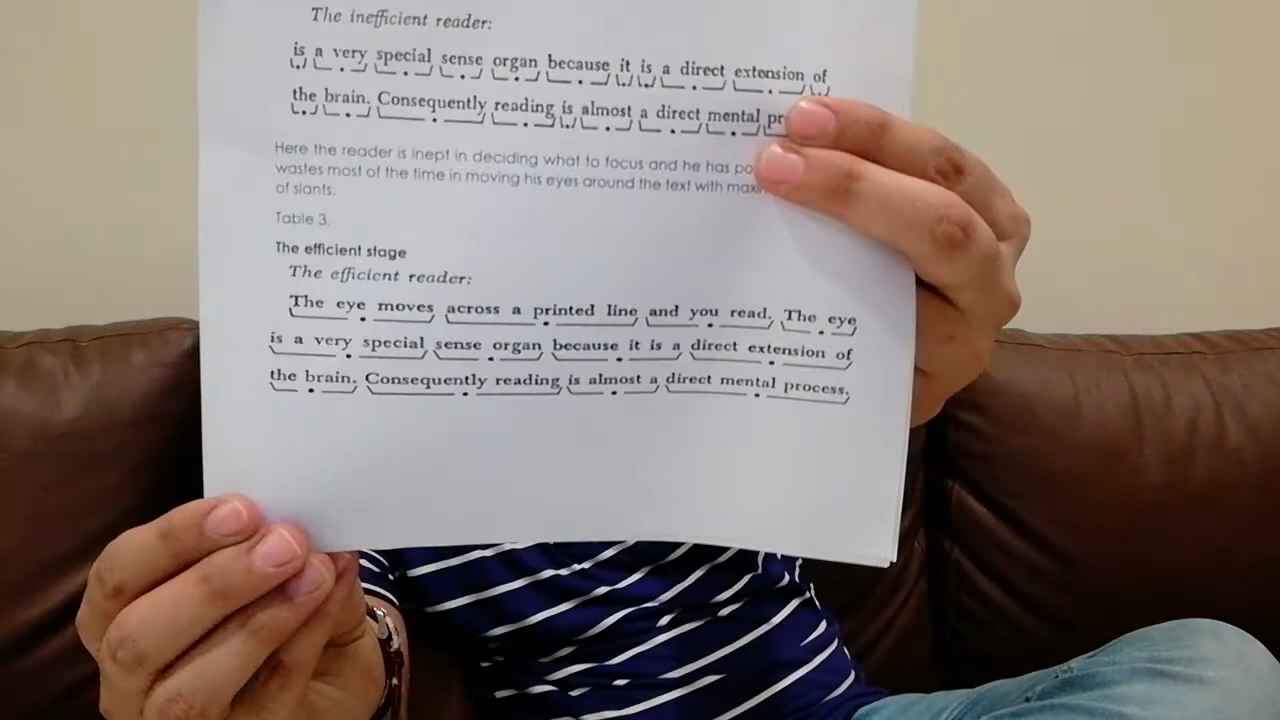 The inefficient reader:
is a very special sense organ because it is a direct extension of
the brain. Consequently reading is almost a direct mental
Here the reader is inept in deciding what to focus and he has
wastes most of the time in moving his eyes around the text with
of slants.
Table 3.
The efficient stage
The efficient reader:
The eye moves across a printed line and you read. The eye
is a very special sense organ because it is a direct extension of
the brain. Consequently reading is almost a direct mental process.